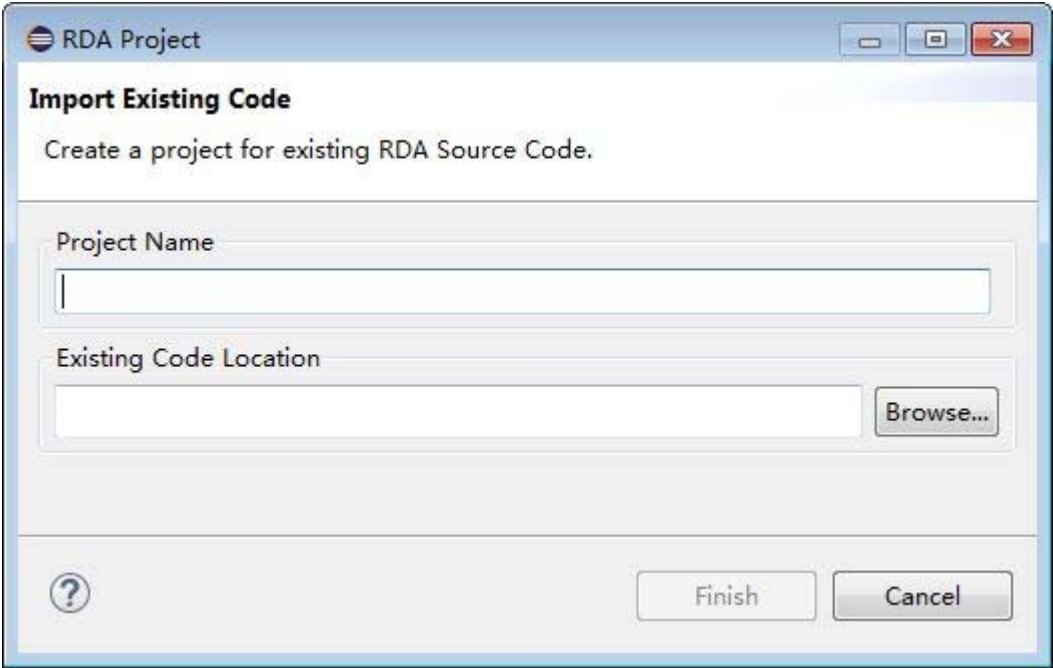 RDA Project
Import Existing Code
Create a project for existing RDA Source Code.
Project Name
Existing Code Location
Browse...
?
Finish
Cancel